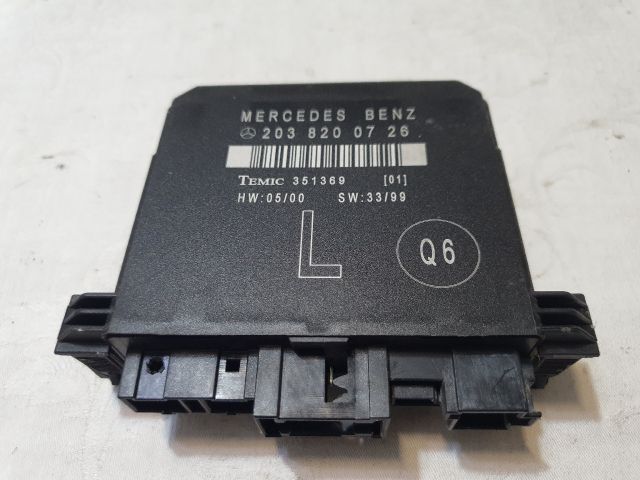 MERCEDES BENZ
203 820 07 26
TEMIC 351369 [01]
HW:05/00 SW:33/99
L
Q6